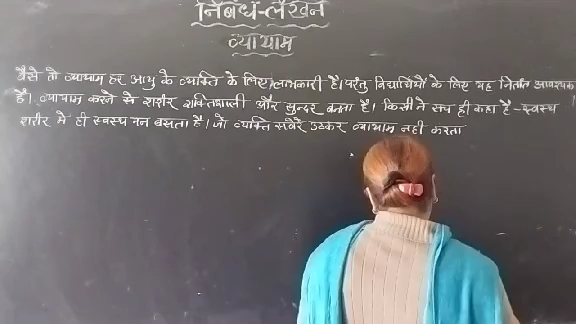 निबंध-लेखन
व्यायाम
वैसे तो व्यायाम हर आयु के व्यक्ति के लिए लाभकारी है। परंतु विद्यार्थियों के लिए यह नितांत आवश्यक
है। व्यायाम करने से शरीर शक्तिशाली और सुन्दर बनता है। किसी ने सच ही कहा है - स्वस्थ
शरीर मे ही स्वस्थ मन बसता है। जो व्यक्ति सवेरे उठकर व्यायाम नही करता